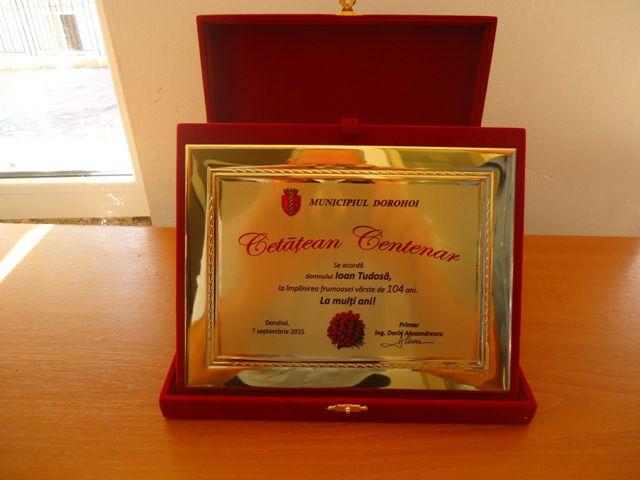 MUNICIPIUL DOROHOI
Cetățean Centenar
Se acordă
domnului Ioan Tudosă,
la împlinirea frumoasei vârste de 104 ani.
La mulți ani!
Dorohoi,
7 septembrie 2015
Primar
ing. Dorin Alexandrescu